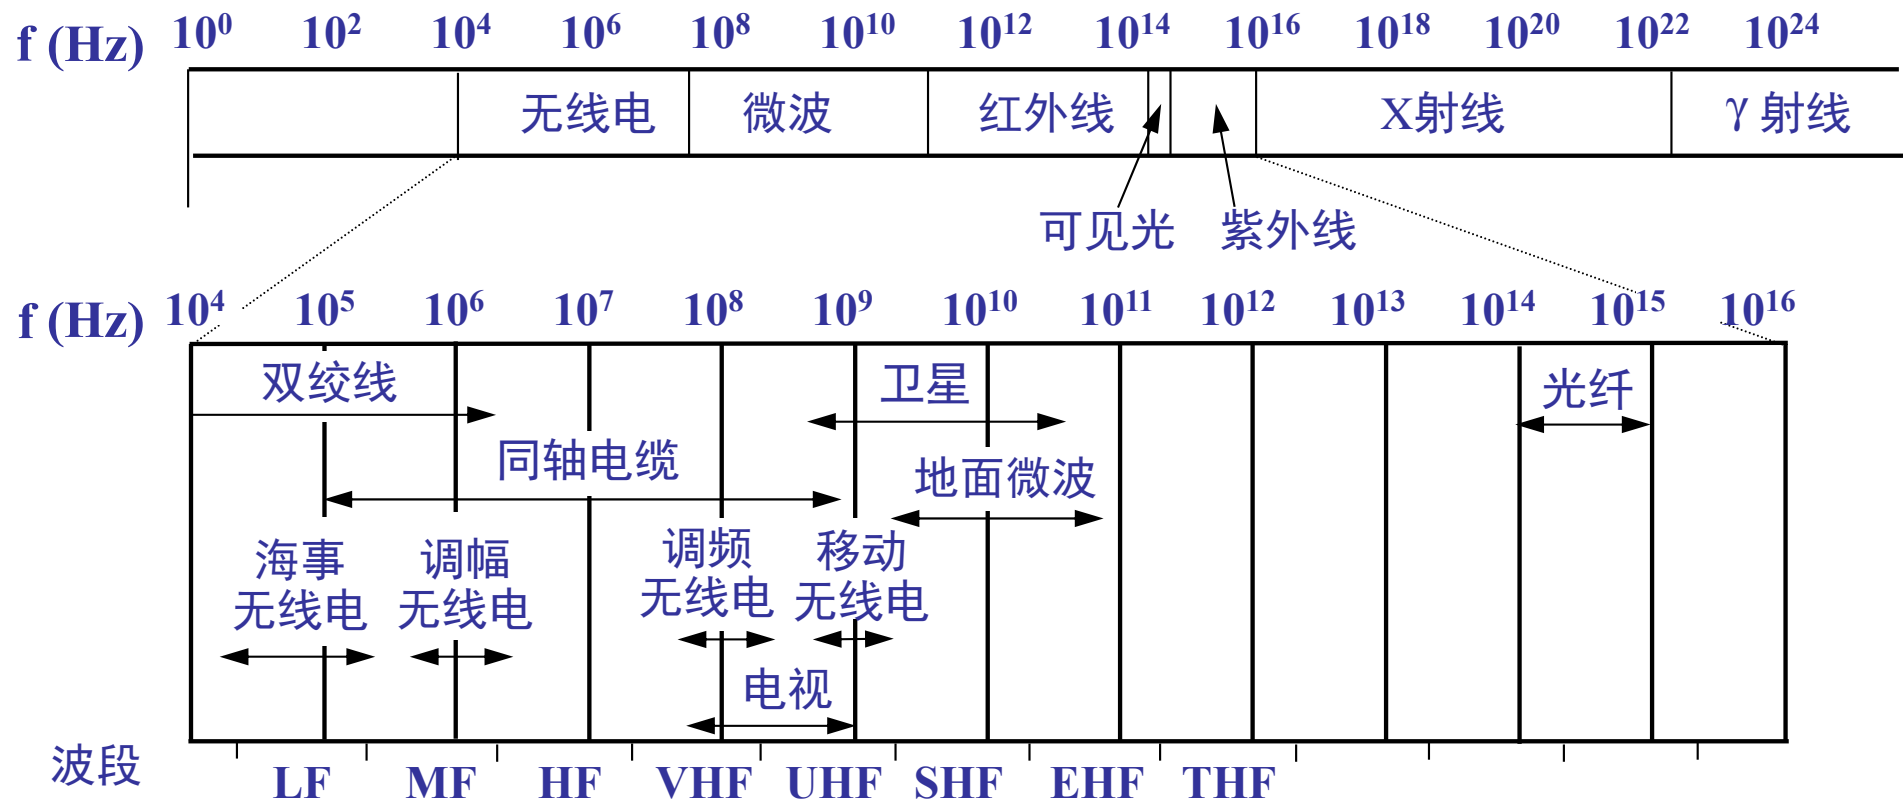 f (Hz) 10⁰ 10² 10⁴ 10⁶ 10⁸ 10¹⁰ 10¹² 10¹⁴ 10¹⁶ 10¹⁸ 10²⁰ 10²² 10²⁴
无线电 微波 红外线 X射线 γ 射线
可见光 紫外线
f (Hz) 10⁴ 10⁵ 10⁶ 10⁷ 10⁸ 10⁹ 10¹⁰ 10¹¹ 10¹² 10¹³ 10¹⁴ 10¹⁵ 10¹⁶
双绞线 卫星 光纤
同轴电缆 地面微波
海事 调幅 调频 移动
无线电 无线电 无线电 无线电
电视
波段 LF MF HF VHF UHF SHF EHF THF